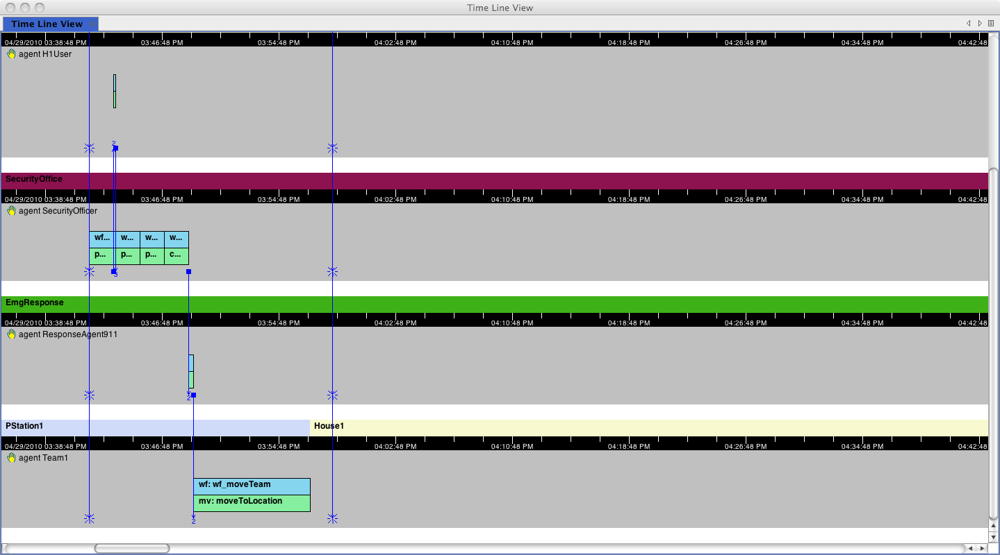 Time Line View
Time Line View
04/29/2010 03:38:48 PM 03:46:48 PM 03:54:48 PM 04:02:48 PM 04:10:48 PM 04:18:48 PM 04:26:48 PM 04:34:48 PM 04:42:48
agent H1User
2
SecurityOffice
04/29/2010 03:38:48 PM 03:46:48 PM 03:54:48 PM 04:02:48 PM 04:10:48 PM 04:18:48 PM 04:26:48 PM 04:34:48 PM 04:42:48
agent SecurityOfficer
wf... w... w... w...
p... p... p... c...
3
EmgResponse
04/29/2010 03:38:48 PM 03:46:48 PM 03:54:48 PM 04:02:48 PM 04:10:48 PM 04:18:48 PM 04:26:48 PM 04:34:48 PM 04:42:48
agent ResponseAgent911
2
PStation1 House1
04/29/2010 03:38:48 PM 03:46:48 PM 03:54:48 PM 04:02:48 PM 04:10:48 PM 04:18:48 PM 04:26:48 PM 04:34:48 PM 04:42:48
agent Team1
wf: wf_moveTeam
mv: moveToLocation
2